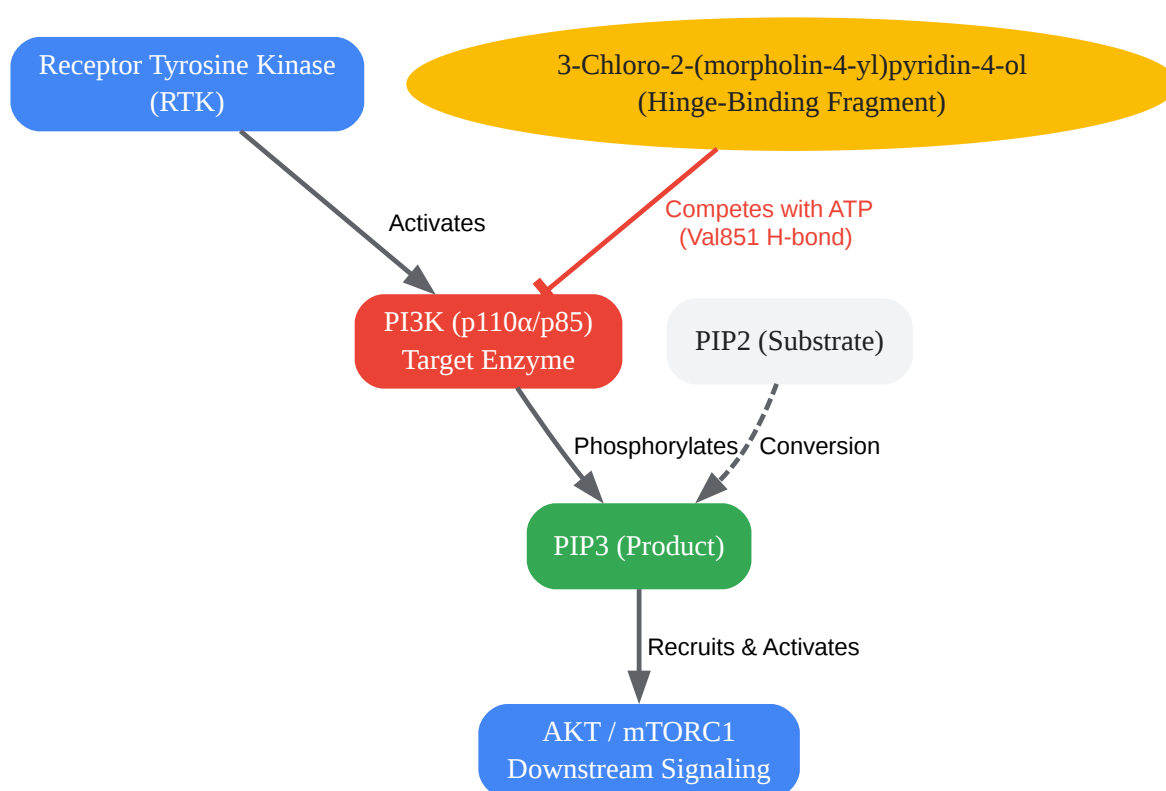 Receptor Tyrosine Kinase
(RTK)
3-Chloro-2-(morpholin-4-yl)pyridin-4-ol
(Hinge-Binding Fragment)
Activates
Competes with ATP
(Val851 H-bond)
PI3K (p110α/p85)
Target Enzyme
PIP2 (Substrate)
Phosphorylates
Conversion
PIP3 (Product)
Recruits & Activates
AKT / mTORC1
Downstream Signaling